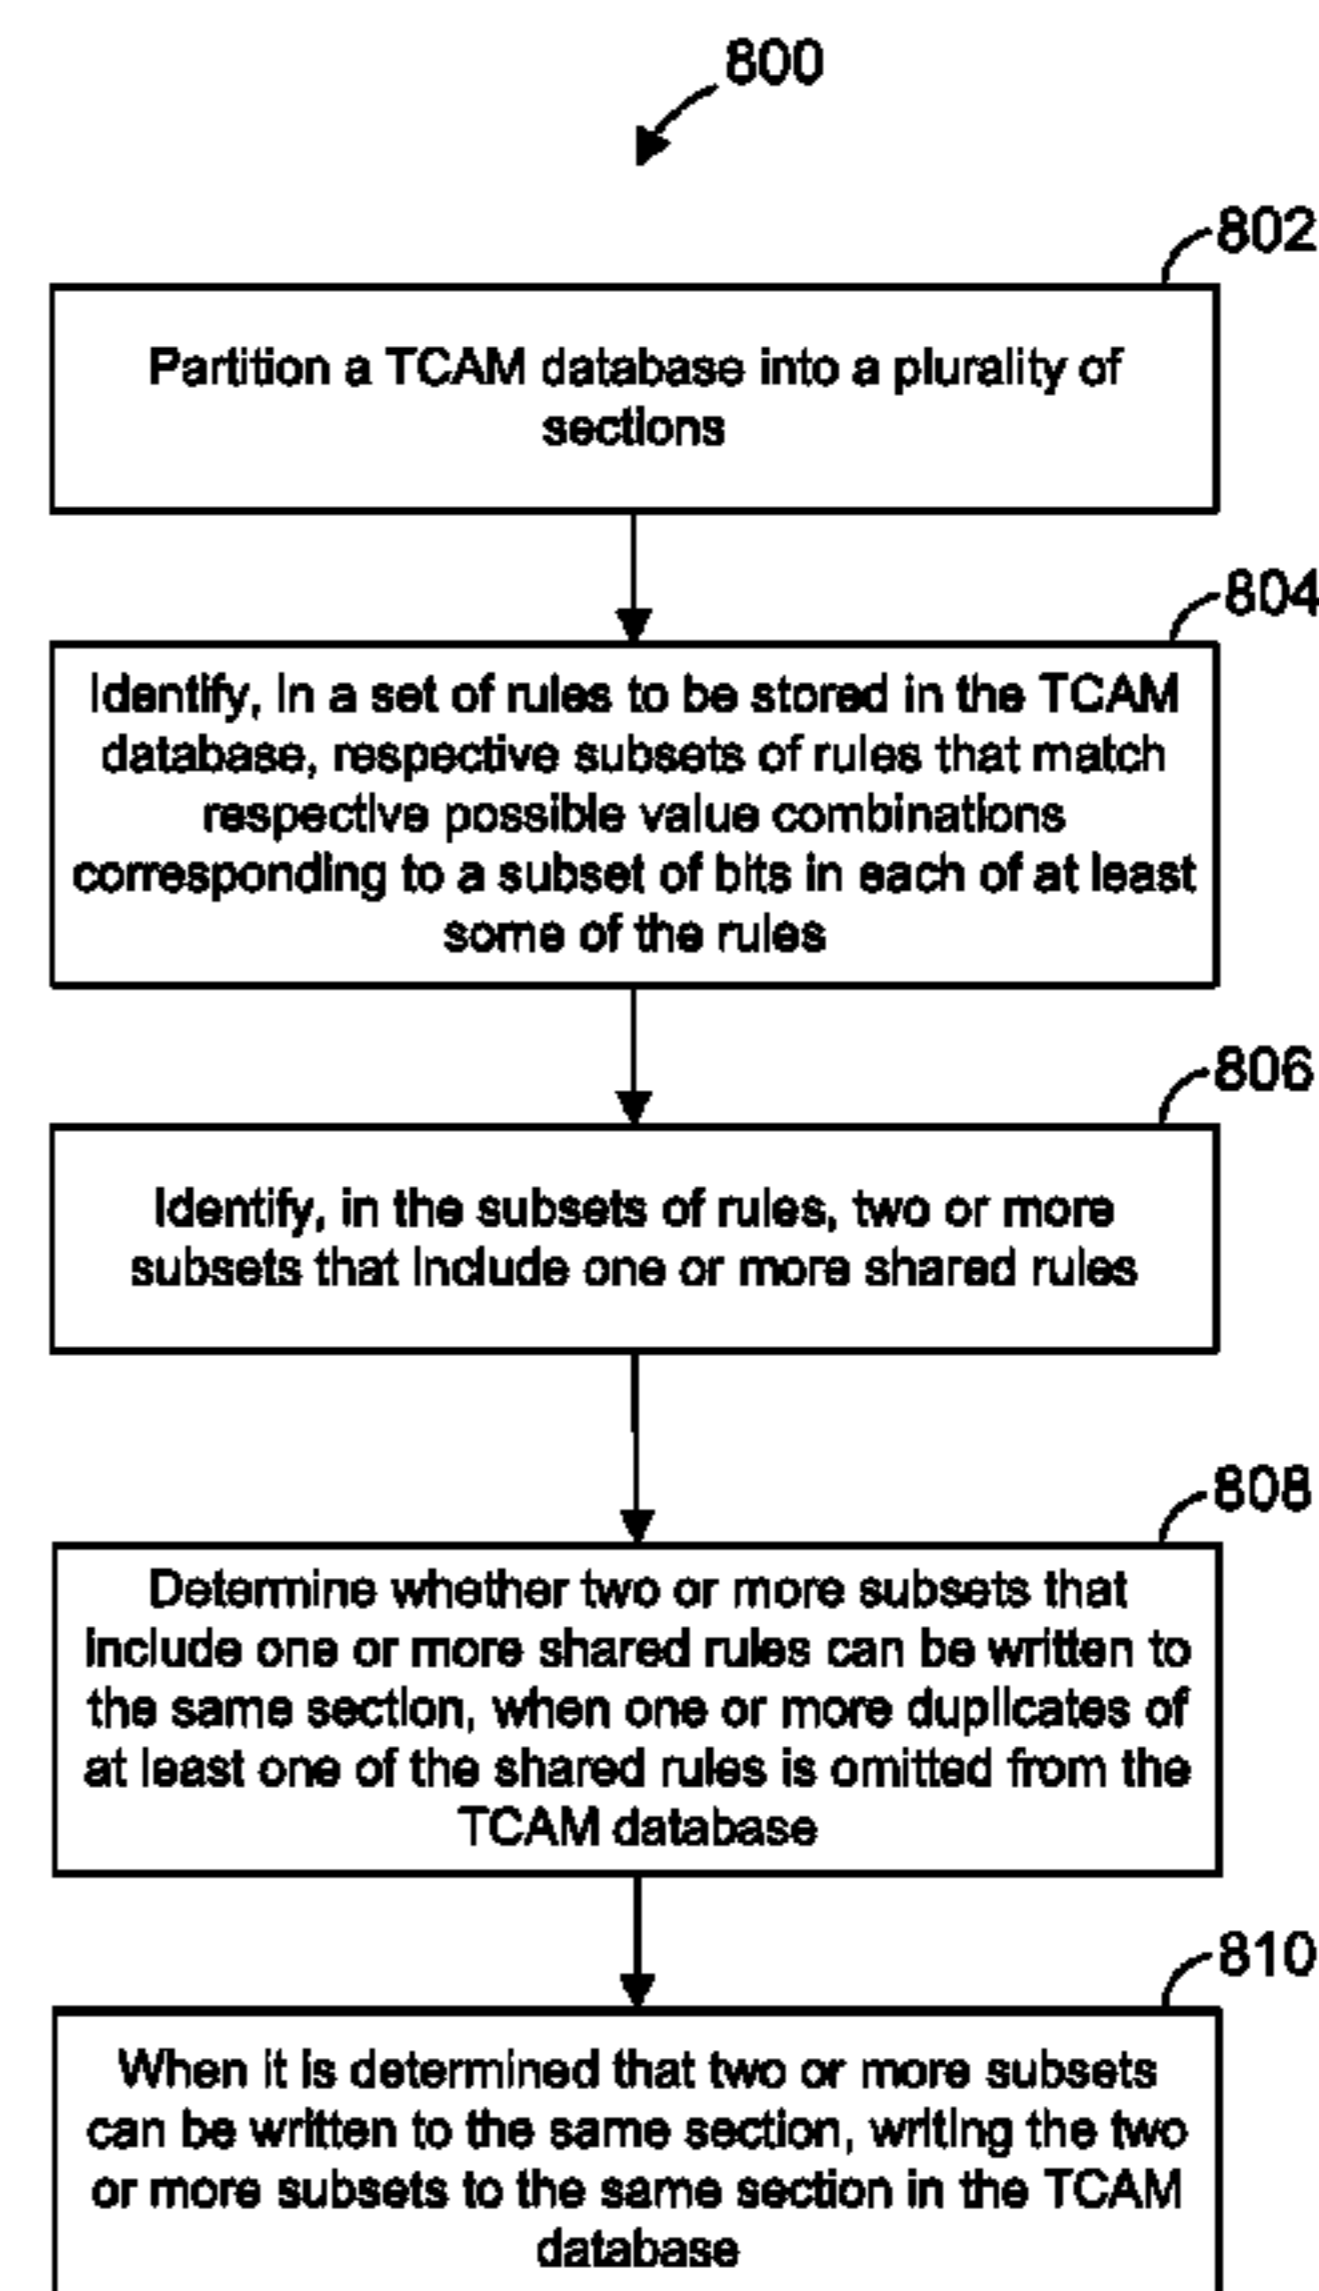 800
802
Partition a TCAM database into a plurality of
sections
804
Identify, in a set of rules to be stored in the TCAM
database, respective subsets of rules that match
respective possible value combinations
corresponding to a subset of bits in each of at least
some of the rules
806
Identify, in the subsets of rules, two or more
subsets that include one or more shared rules
808
Determine whether two or more subsets that
include one or more shared rules can be written to
the same section, when one or more duplicates of
at least one of the shared rules is omitted from the
TCAM database
810
When it is determined that two or more subsets
can be written to the same section, writing the two
or more subsets to the same section in the TCAM
database